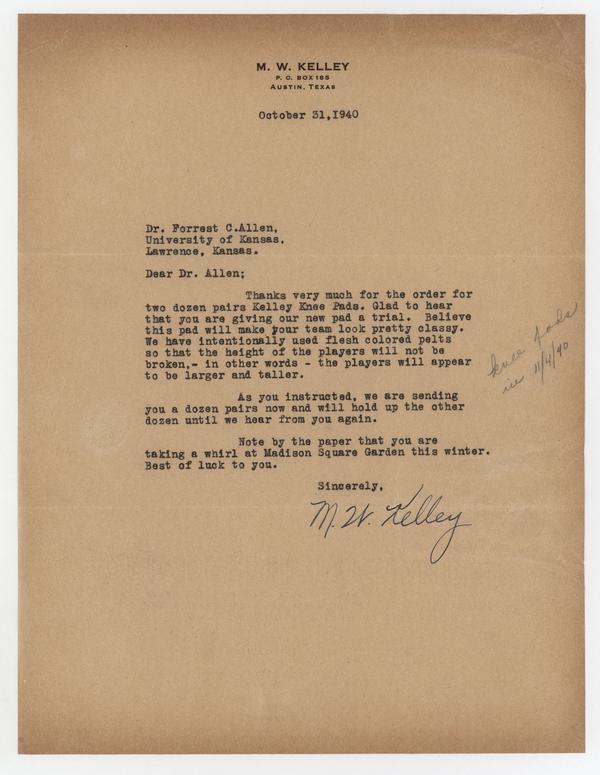 M. W. KELLEY
P. O. BOX 185
AUSTIN, TEXAS
October 31,1940
Dr. Forrest C.Allen,
University of Kansas,
Lawrence, Kansas.
Dear Dr. Allen;
Thanks very much for the order for
two dozen pairs Kelley Knee Pads. Glad to hear
that you are giving our new pad a trial. Believe
this pad will make your team look pretty classy.
We have intentionally used flesh colored pelts
so that the height of the players will not be
broken,- in other words - the players will appear
to be larger and taller.
knee pads
in 11/4/40
As you instructed, we are sending
you a dozen pairs now and will hold up the other
dozen until we hear from you again.
Note by the paper that you are
taking a whirl at Madison Square Garden this winter.
Best of luck to you.
Sincerely,
M. W. Kelley